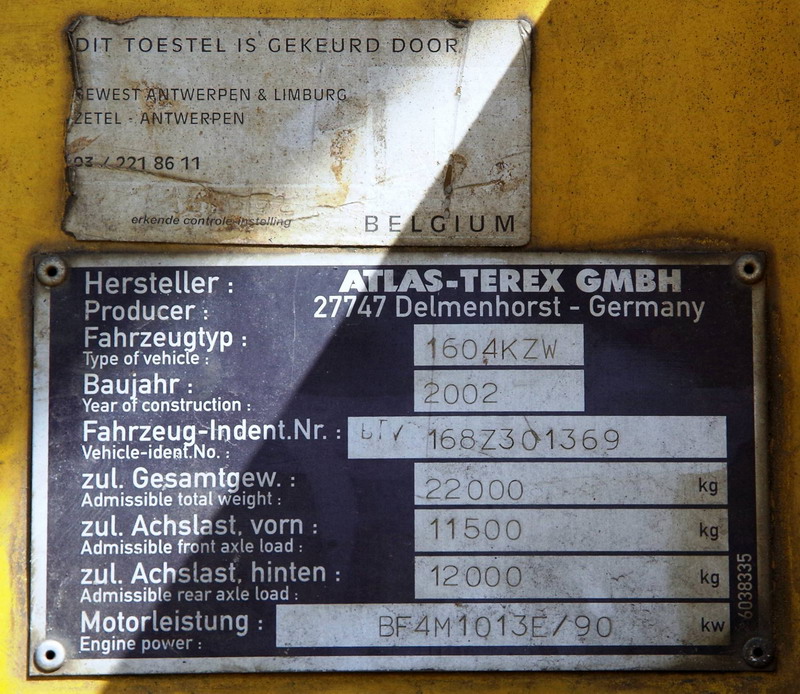 DIT TOESTEL IS GEKEURD DOOR
GEWEST ANTWERPEN & LIMBURG
ZETEL - ANTWERPEN
03 / 221 86 11
erkende controle-instelling
BELGIUM
Hersteller : ATLAS-TEREX GMBH
Producer : 27747 Delmenhorst - Germany
Fahrzeugtyp : 1604KZW
Type of vehicle :
Baujahr : 2002
Year of construction :
Fahrzeug-Indent.Nr. : 168Z301369
Vehicle-ident.No. :
zul. Gesamtgew. : 22000 kg
Admissible total weight :
zul. Achslast, vorn : 11500 kg
Admissible front axle load :
zul. Achslast, hinten : 12000 kg
Admissible rear axle load :
Motorleistung : BF4M1013E/90 kw
Engine power :
6038335